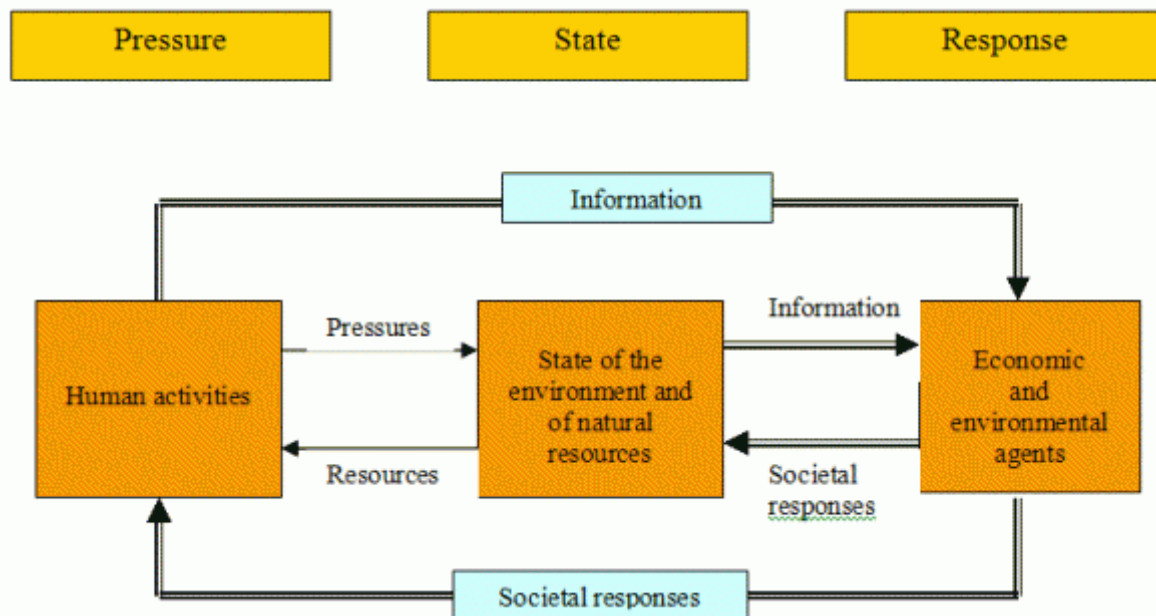 Pressure
State
Response
Information
Pressures
Information
Human activities
State of the
environment and
of natural
resources
Economic
and
environmental
agents
Resources
Societal
responses
Societal responses